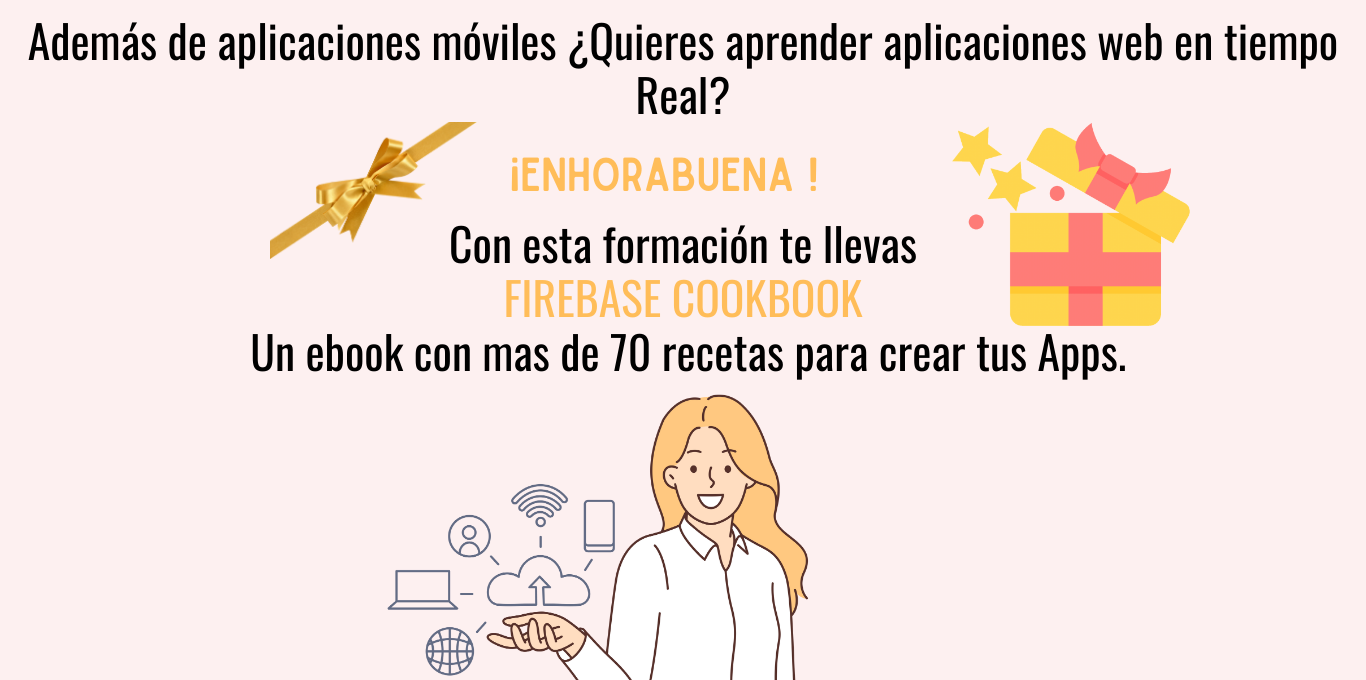 Además de aplicaciones móviles ¿Quieres aprender aplicaciones web en tiempo
Real?
¡ENHORABUENA !
Con esta formación te llevas
FIREBASE COOKBOOK
Un ebook con mas de 70 recetas para crear tus Apps.